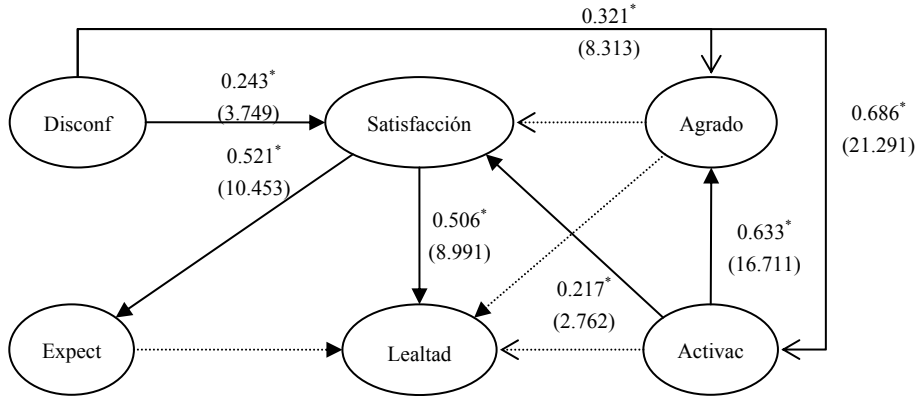 0.321*
(8.313)
0.243*
(3.749)
Disconf
Satisfacción
Agrado
0.686*
(21.291)
0.521*
(10.453)
0.506*
(8.991)
0.633*
(16.711)
0.217*
(2.762)
Expect
Lealtad
Activac